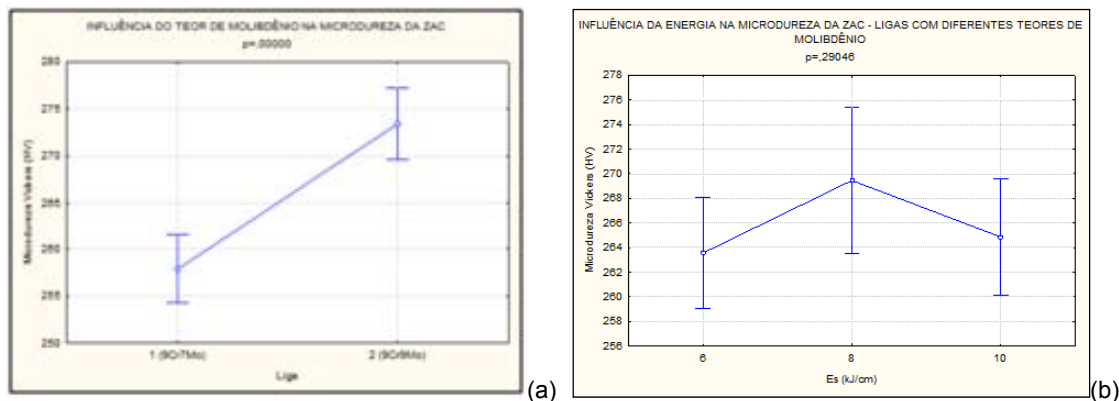 INFLUÊNCIA DO TEOR DE MOLIBDÊNIO NA MICRODUREZA DA ZAC
p=,00000
280
275
270
265
260
255
250
Microdureza Vickers (HV)
1 (9Cr7Mo)
2 (9Cr9Mo)
Liga
(a)
INFLUÊNCIA DA ENERGIA NA MICRODUREZA DA ZAC - LIGAS COM DIFERENTES TEORES DE
MOLIBDÊNIO
p=,29046
278
276
274
272
270
268
266
264
262
260
258
256
Microdureza Vickers (HV)
6
8
10
Es (kJ/cm)
(b)